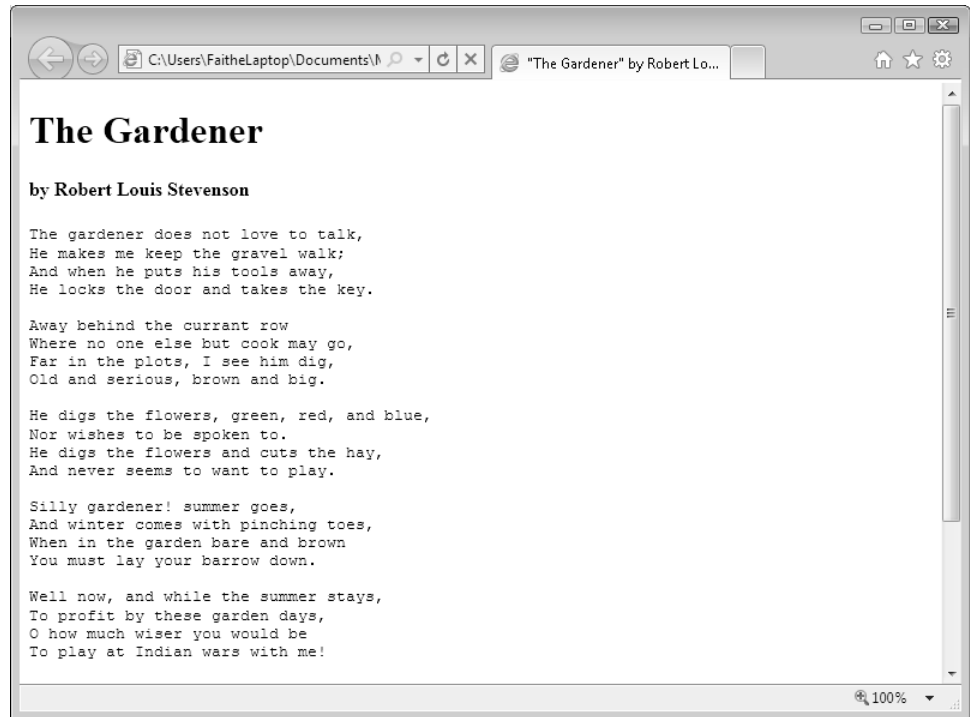 C:\Users\FaitheLaptop\Documents\
"The Gardener" by Robert Lo...
The Gardener
by Robert Louis Stevenson
The gardener does not love to talk,
He makes me keep the gravel walk;
And when he puts his tools away,
He locks the door and takes the key.
Away behind the currant row
Where no one else but cook may go,
Far in the plots, I see him dig,
Old and serious, brown and big.
He digs the flowers, green, red, and blue,
Nor wishes to be spoken to.
He digs the flowers and cuts the hay,
And never seems to want to play.
Silly gardener! summer goes,
And winter comes with pinching toes,
When in the garden bare and brown
You must lay your barrow down.
Well now, and while the summer stays,
To profit by these garden days,
O how much wiser you would be
To play at Indian wars with me!
100%